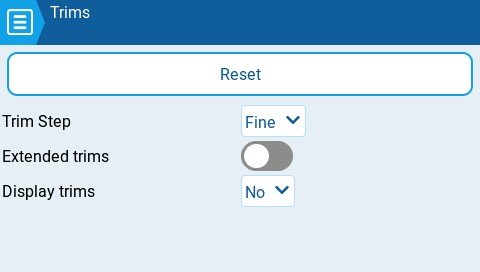 Trims
Reset
Trim Step
Fine
Extended trims
Display trims
No